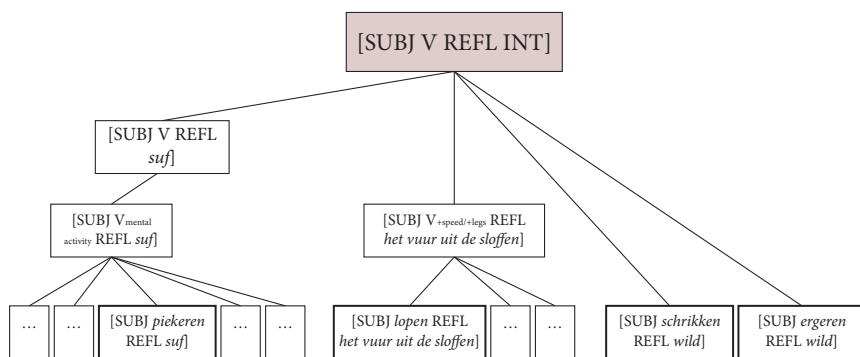 [SUBJ V REFL INT]
[SUBJ V REFL
suf]
[SUBJ V mental
activity REFL suf]
[SUBJ V +speed/+legs REFL
het vuur uit de sloffen]
…
…
[SUBJ piekeren
REFL suf]
…
…
[SUBJ lopen REFL
het vuur uit de sloffen]
…
…
[SUBJ schrikken
REFL wild]
[SUBJ ergeren
REFL wild]